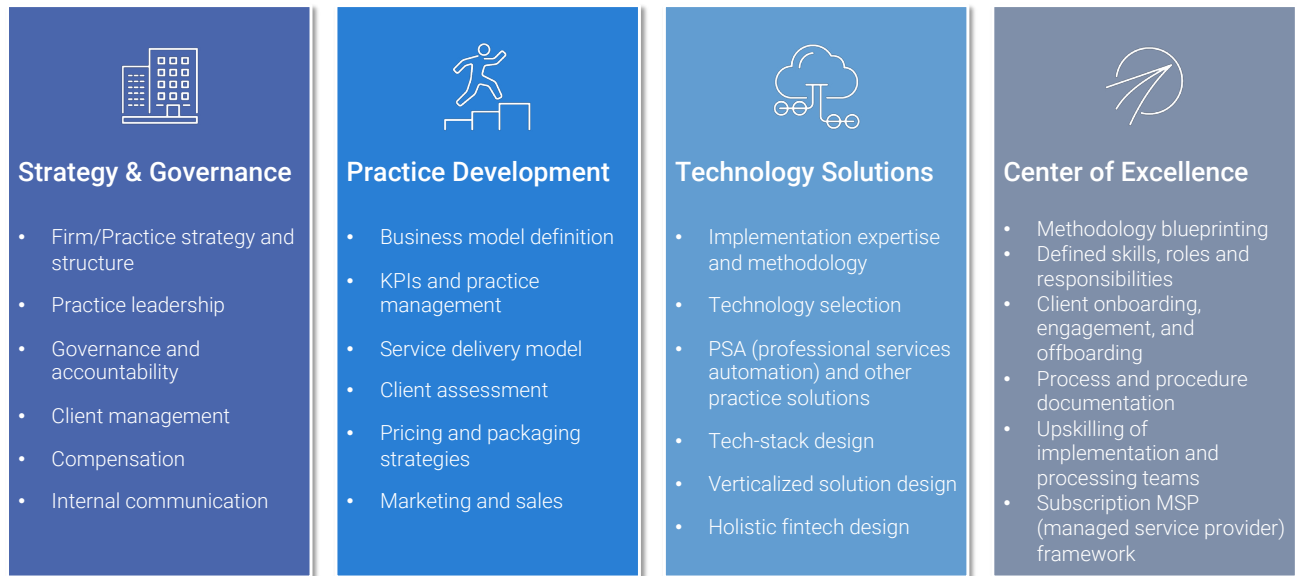 Strategy & Governance
• Firm/Practice strategy and
structure
• Practice leadership
• Governance and
accountability
• Client management
• Compensation
• Internal communication
Practice Development
• Business model definition
• KPIs and practice
management
• Service delivery model
• Client assessment
• Pricing and packaging
strategies
• Marketing and sales
Technology Solutions
• Implementation expertise
and methodology
• Technology selection
• PSA (professional services
automation) and other
practice solutions
• Tech-stack design
• Verticalized solution design
• Holistic fintech design
Center of Excellence
• Methodology blueprinting
• Defined skills, roles and
responsibilities
• Client onboarding,
engagement, and
offboarding
• Process and procedure
documentation
• Upskilling of
implementation and
processing teams
• Subscription MSP
(managed service provider)
framework